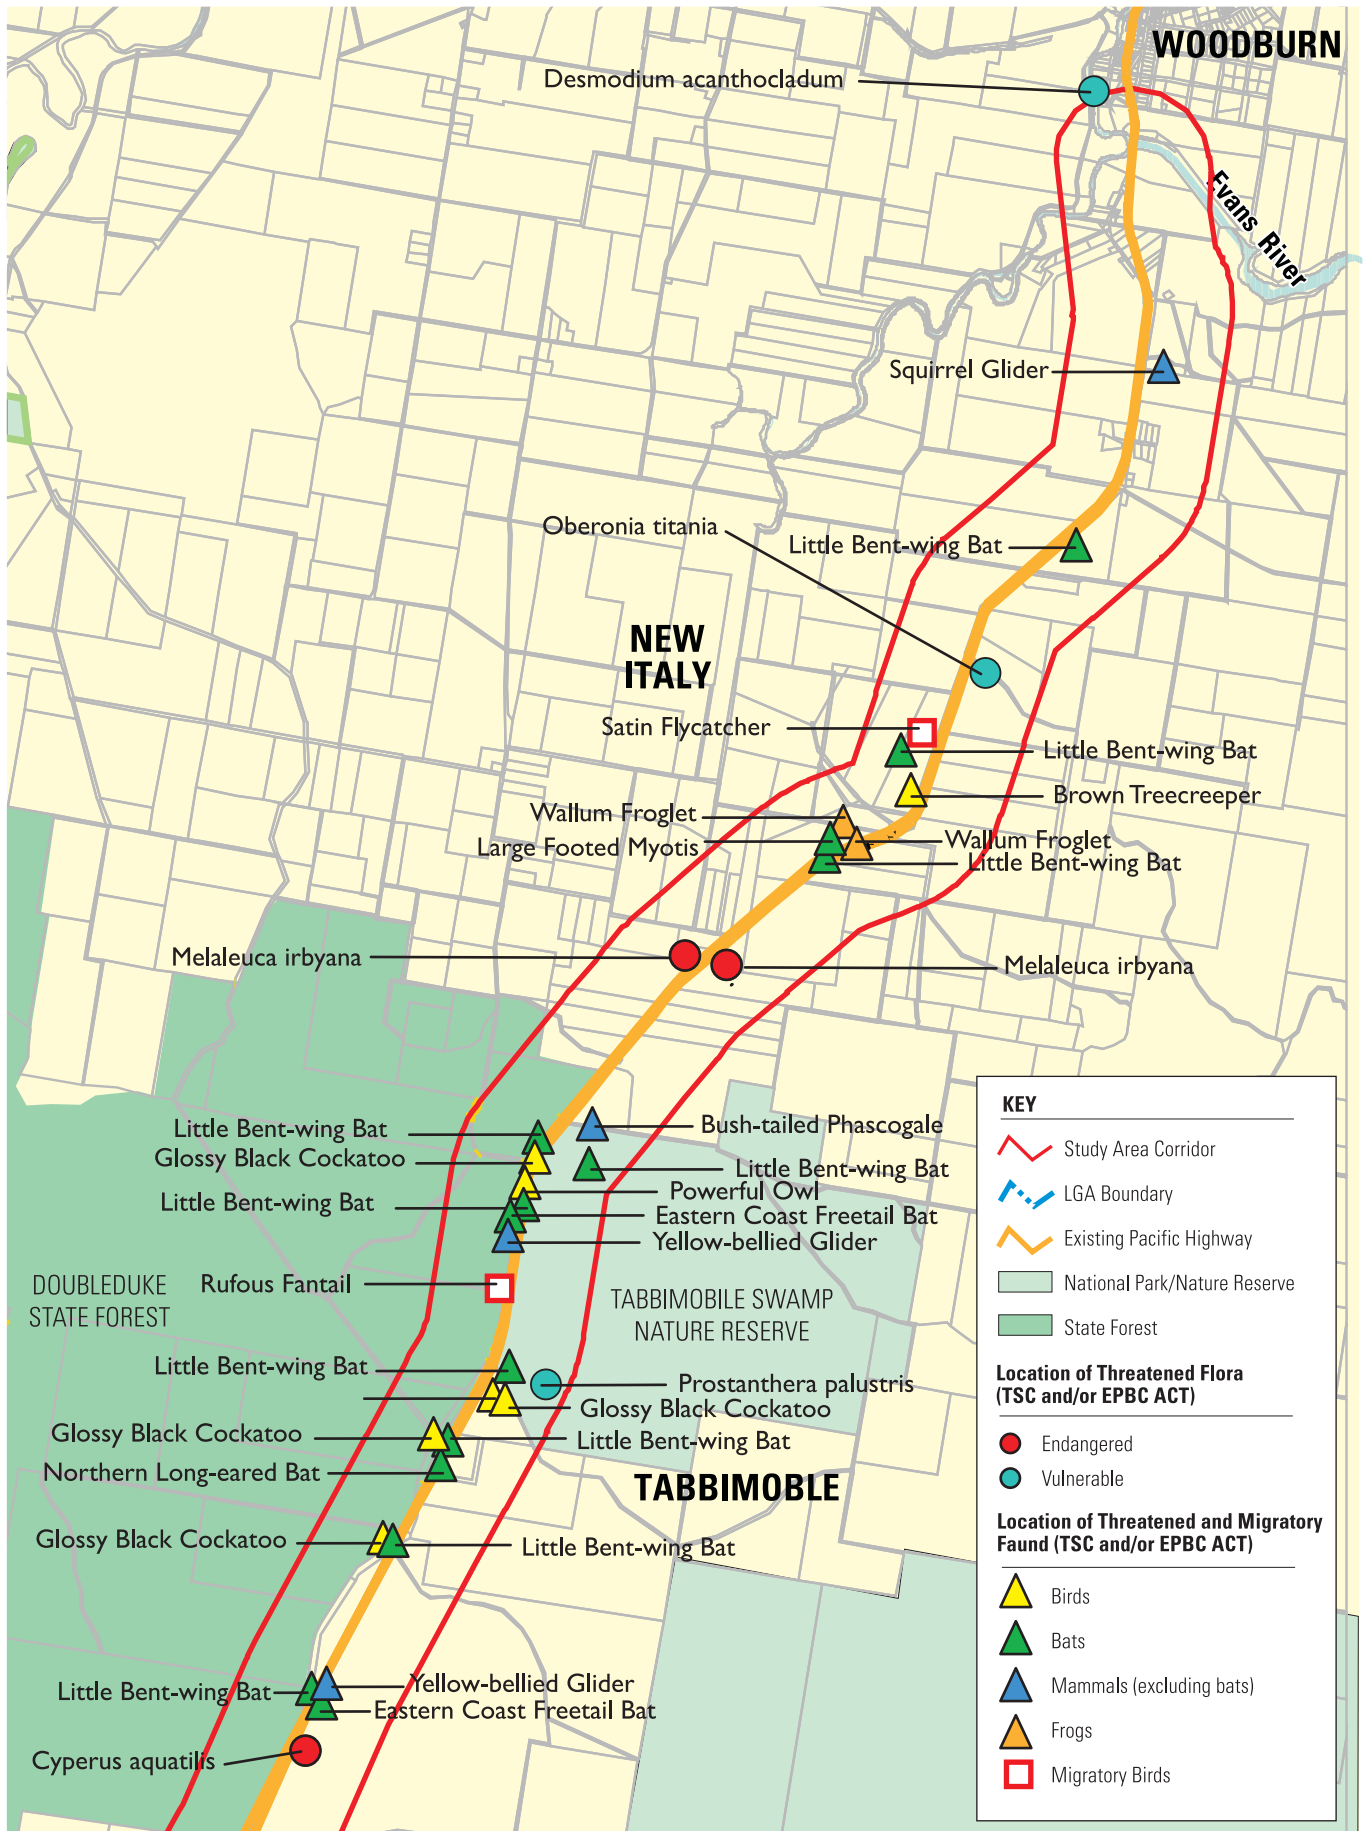 WOODBURN
Desmodium acanthocladum
Evans River
Squirrel Glider
Oberonia titania
Little Bent-wing Bat
NEW
ITALY
Satin Flycatcher
Little Bent-wing Bat
Brown Treecreeper
Wallum Froglet
Wallum Froglet
Large Footed Myotis
Little Bent-wing Bat
Melaleuca irbyana
Melaleuca irbyana
Little Bent-wing Bat
Bush-tailed Phascogale
Glossy Black Cockatoo
Little Bent-wing Bat
Powerful Owl
Little Bent-wing Bat
Eastern Coast Freetail Bat
Yellow-bellied Glider
DOUBLEDUKE
STATE FOREST
Rufous Fantail
TABBIMOBILE SWAMP
NATURE RESERVE
Little Bent-wing Bat
Prostanthera palustris
Glossy Black Cockatoo
Glossy Black Cockatoo
Little Bent-wing Bat
Northern Long-eared Bat
TABBIMOBLE
Glossy Black Cockatoo
Little Bent-wing Bat
Little Bent-wing Bat
Yellow-bellied Glider
Eastern Coast Freetail Bat
Cyperus aquatilis
KEY
Study Area Corridor
LGA Boundary
Existing Pacific Highway
National Park/Nature Reserve
State Forest
Location of Threatened Flora
(TSC and/or EPBC ACT)
Endangered
Vulnerable
Location of Threatened and Migratory
Faund (TSC and/or EPBC ACT)
Birds
Bats
Mammals (excluding bats)
Frogs
Migratory Birds